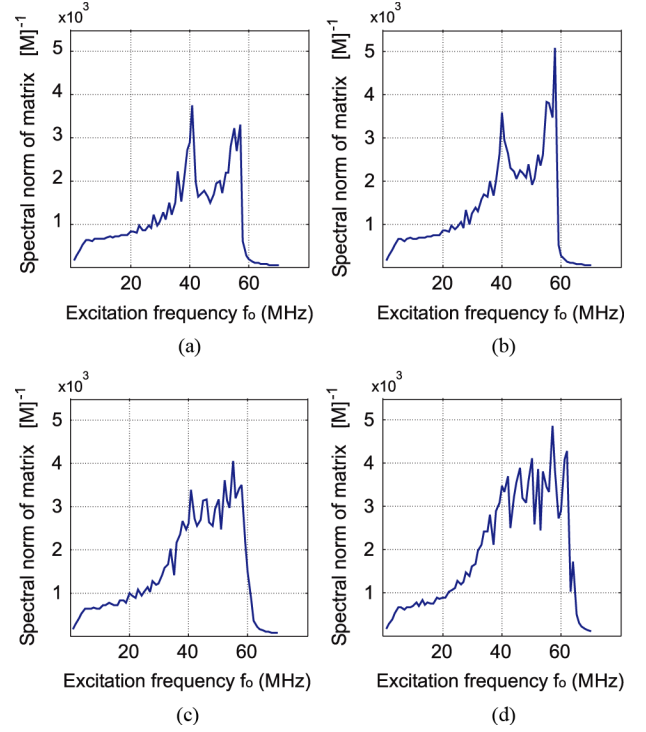 x10³ x10³
Spectral norm of matrix [M]⁻¹ Spectral norm of matrix [M]⁻¹
5 5
4 4
3 3
2 2
1 1
20 40 60 20 40 60
Excitation frequency fo (MHz) Excitation frequency fo (MHz)
(a) (b)
x10³ x10³
Spectral norm of matrix [M]⁻¹ Spectral norm of matrix [M]⁻¹
5 5
4 4
3 3
2 2
1 1
20 40 60 20 40 60
Excitation frequency fo (MHz) Excitation frequency fo (MHz)
(c) (d)